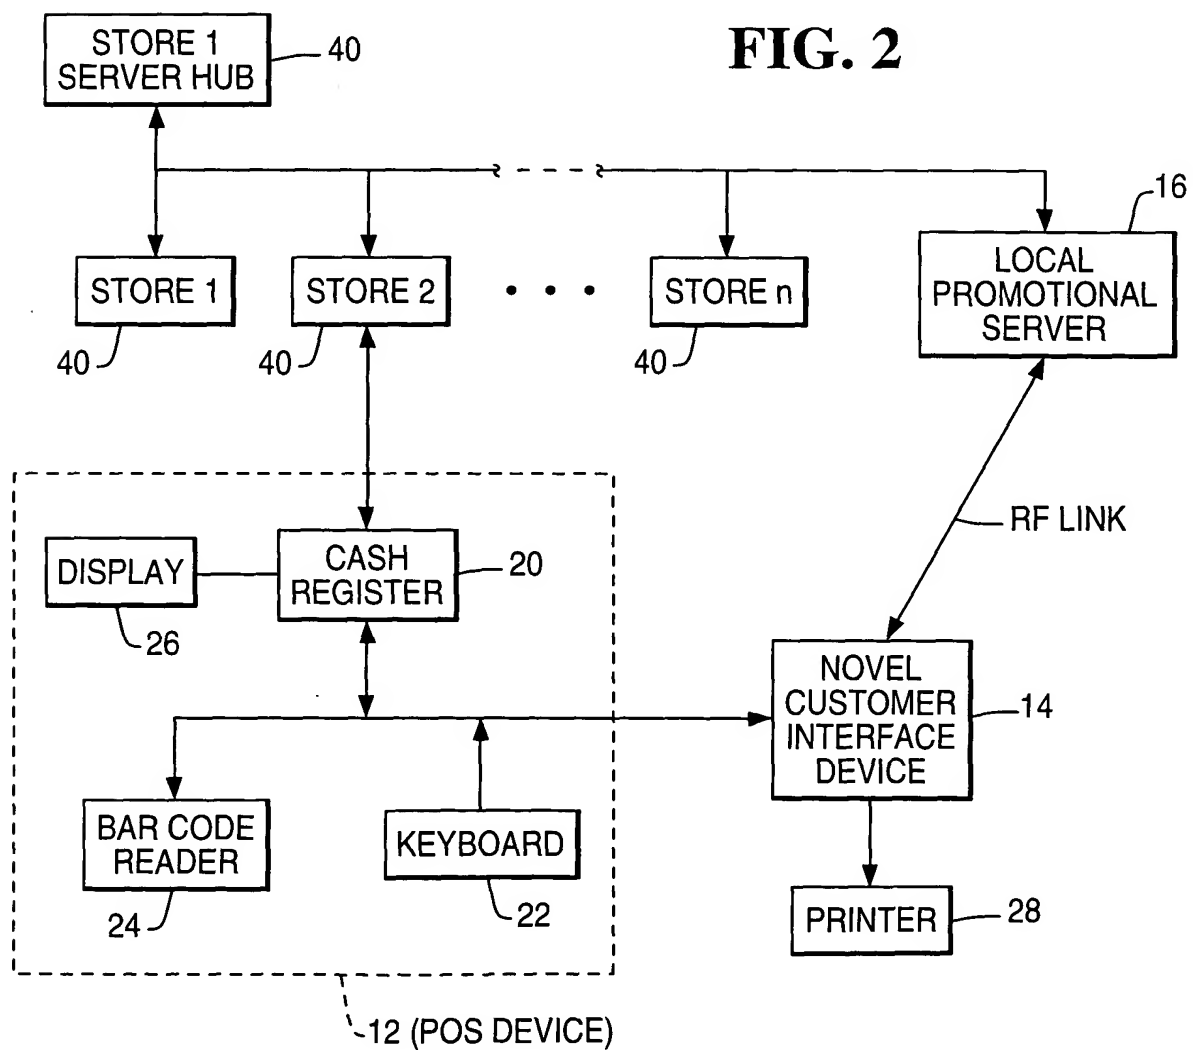 FIG. 2
STORE 1
SERVER HUB
40
16
STORE 1
STORE 2
STORE n
LOCAL
PROMOTIONAL
SERVER
40
40
40
RF LINK
DISPLAY
CASH
REGISTER
20
26
NOVEL
CUSTOMER
INTERFACE
DEVICE
14
BAR CODE
READER
KEYBOARD
24
22
PRINTER
28
12 (POS DEVICE)